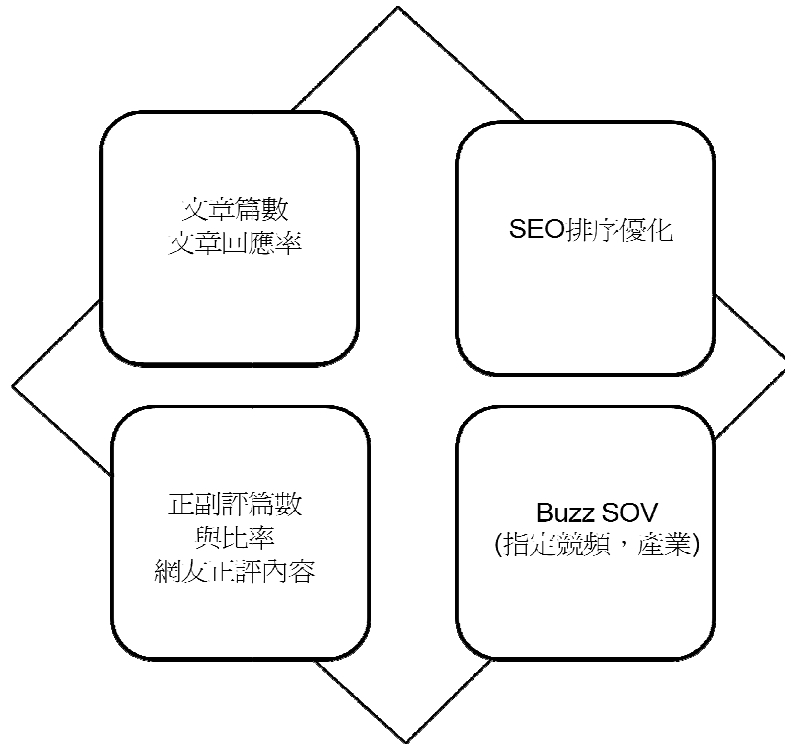 文章篇數
文章回應率
SEO排序優化
正副評篇數
與比率
網友正評內容
Buzz SOV
(指定競頻，產業)